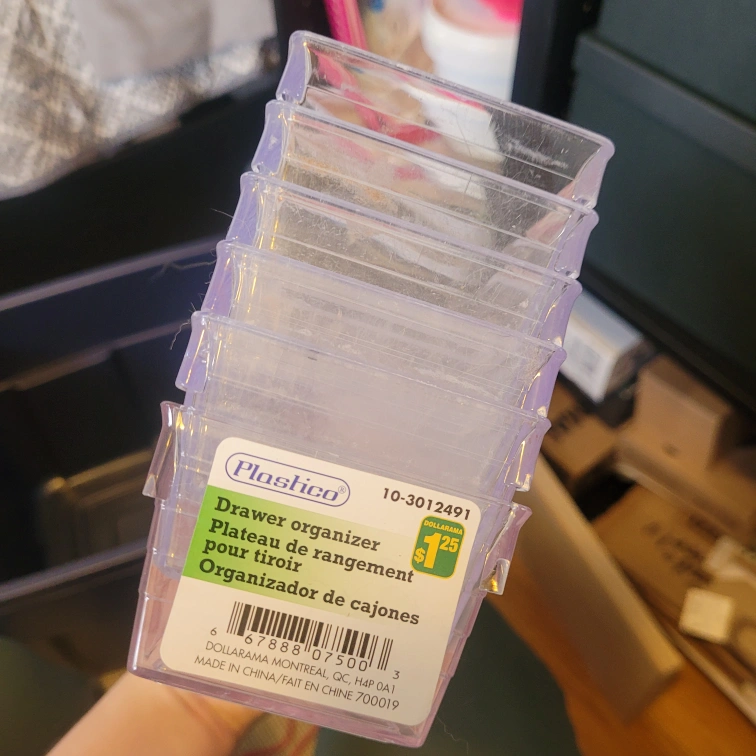 Plastico®
10-3012491
DOLLARAMA
$1.25
Drawer organizer
Plateau de rangement
pour tiroir
Organizador de cajones
6 67888 07500 3
DOLLARAMA MONTREAL, QC, H4P 0A1
MADE IN CHINA/FAIT EN CHINE 700019